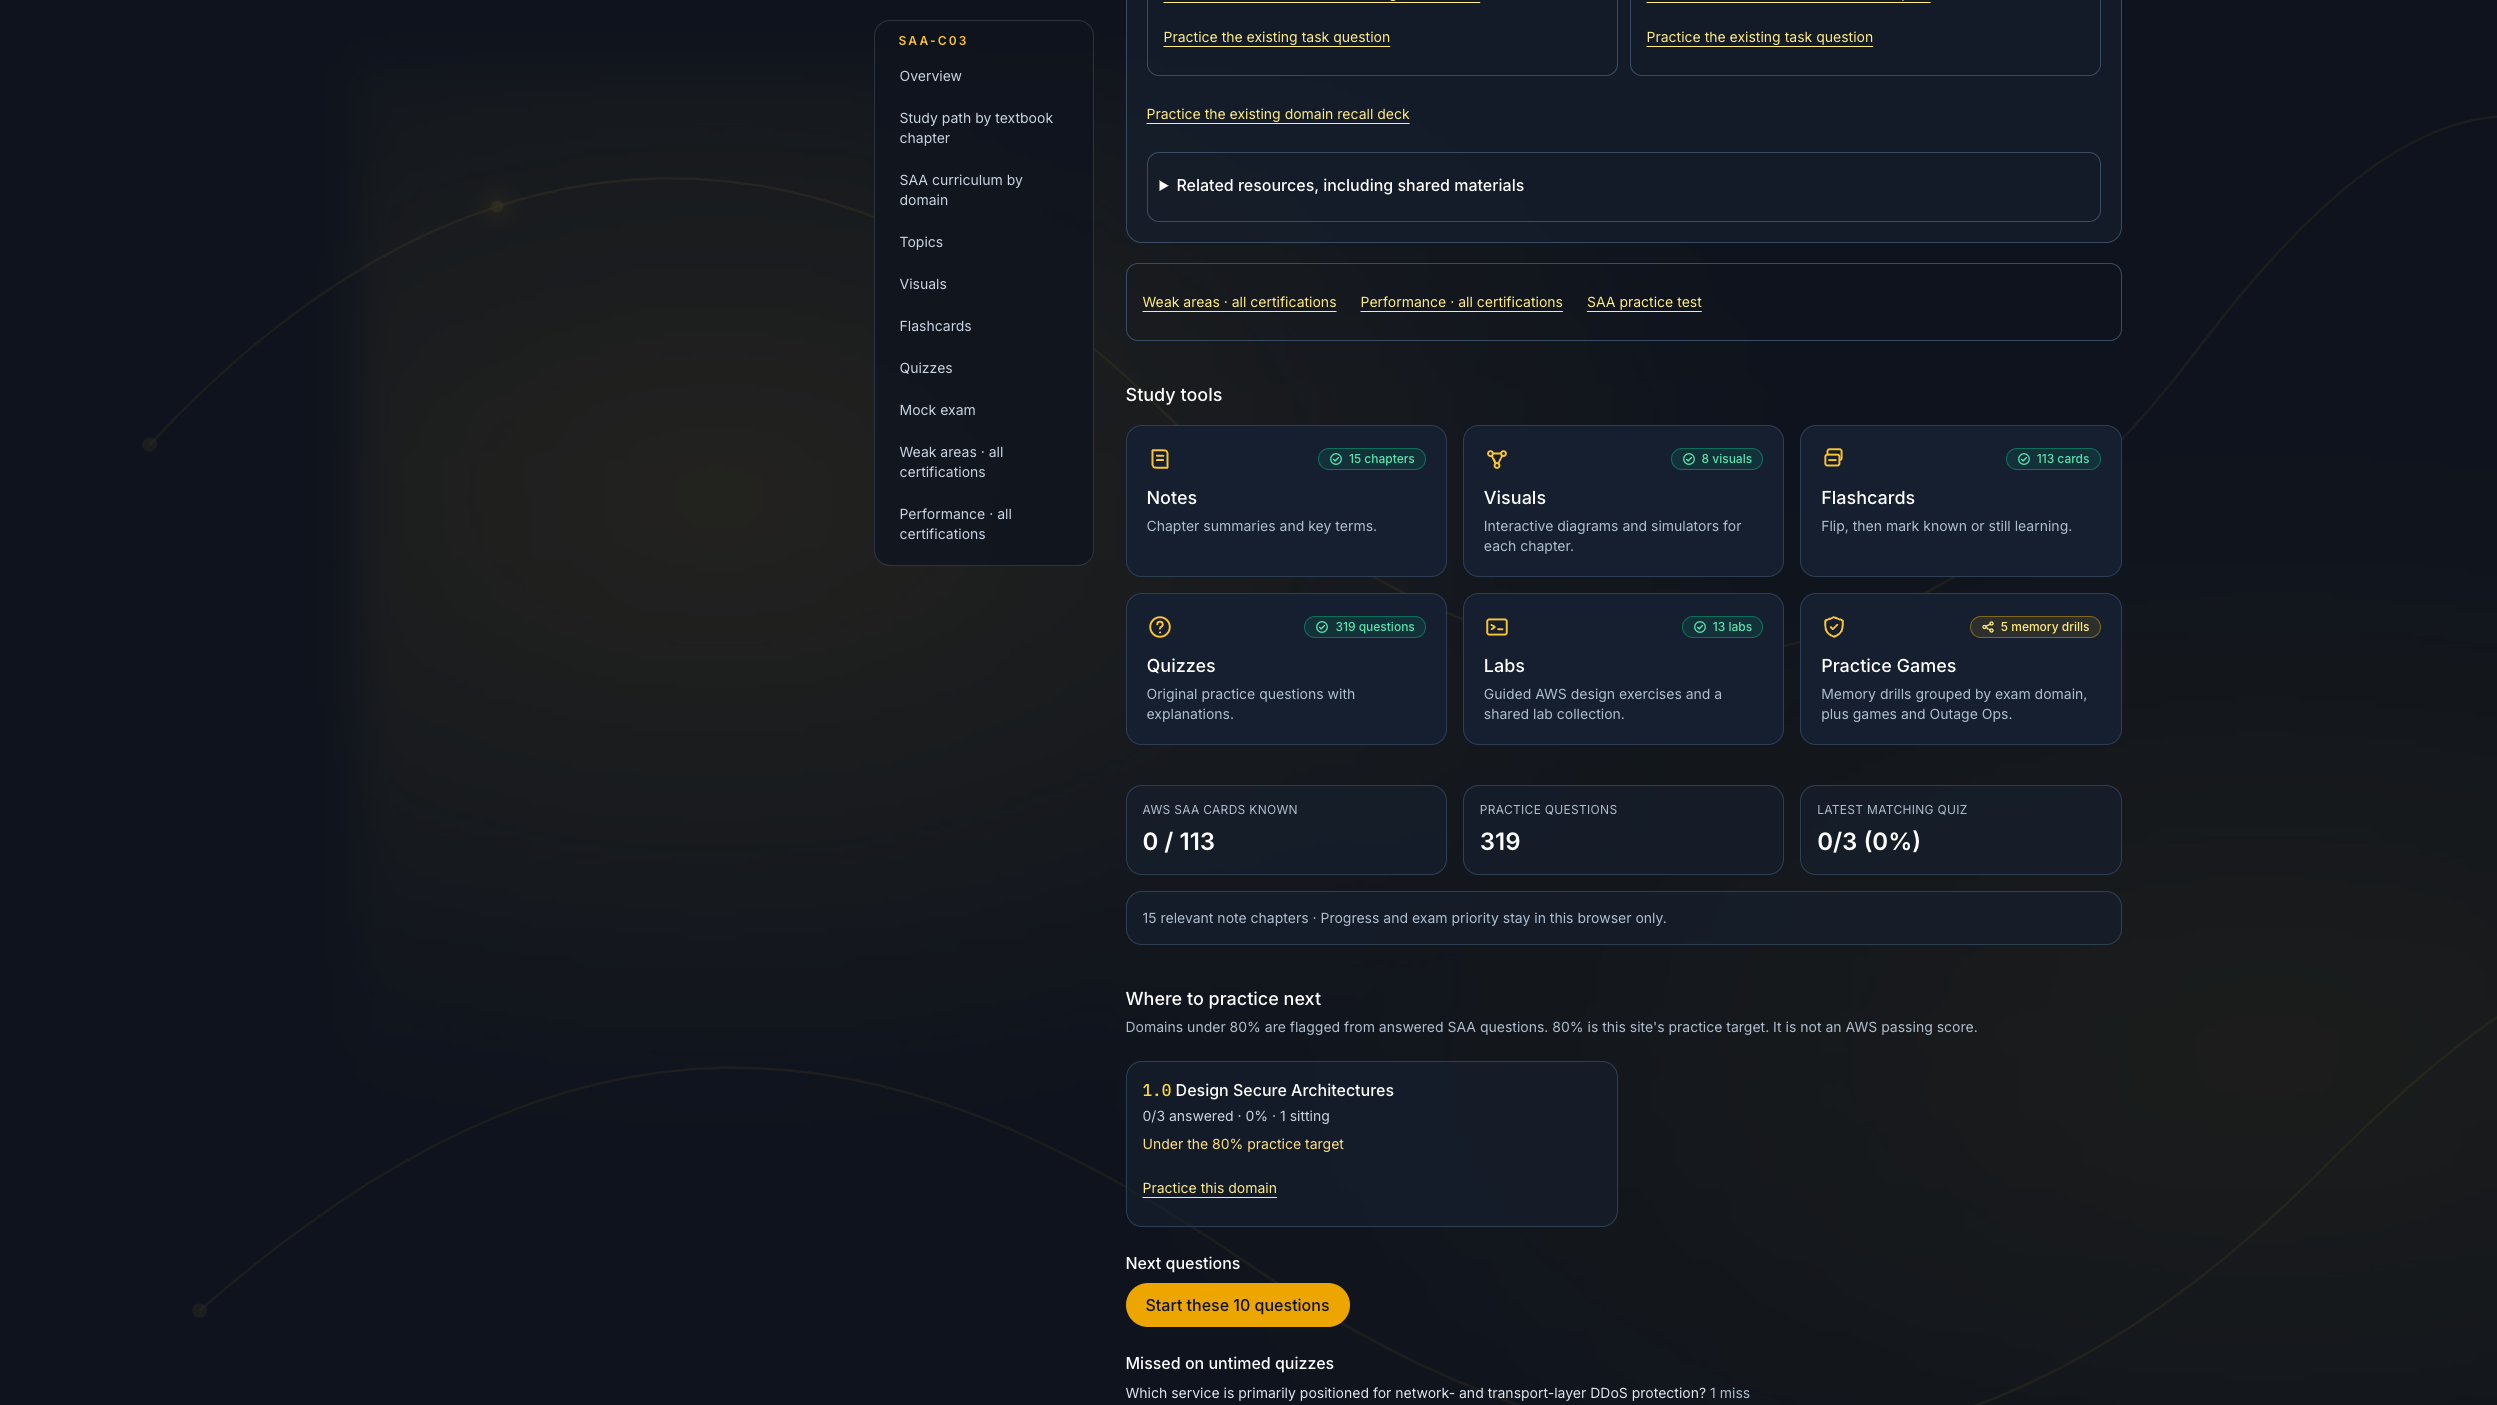 SAA-C03
Overview
Study path by textbook
chapter
SAA curriculum by
domain
Topics
Visuals
Flashcards
Quizzes
Mock exam
Weak areas · all
certifications
Performance · all
certifications
Practice the existing task question
Practice the existing task question
Practice the existing domain recall deck
▶ Related resources, including shared materials
Weak areas · all certifications
Performance · all certifications
SAA practice test
Study tools
15 chapters
Notes
Chapter summaries and key terms.
8 visuals
Visuals
Interactive diagrams and simulators for
each chapter.
113 cards
Flashcards
Flip, then mark known or still learning.
319 questions
Quizzes
Original practice questions with
explanations.
13 labs
Labs
Guided AWS design exercises and a
shared lab collection.
5 memory drills
Practice Games
Memory drills grouped by exam domain,
plus games and Outage Ops.
AWS SAA CARDS KNOWN
0 / 113
PRACTICE QUESTIONS
319
LATEST MATCHING QUIZ
0/3 (0%)
15 relevant note chapters · Progress and exam priority stay in this browser only.
Where to practice next
Domains under 80% are flagged from answered SAA questions. 80% is this site's practice target. It is not an AWS passing score.
1.0 Design Secure Architectures
0/3 answered · 0% · 1 sitting
Under the 80% practice target
Practice this domain
Next questions
Start these 10 questions
Missed on untimed quizzes
Which service is primarily positioned for network- and transport-layer DDoS protection? 1 miss